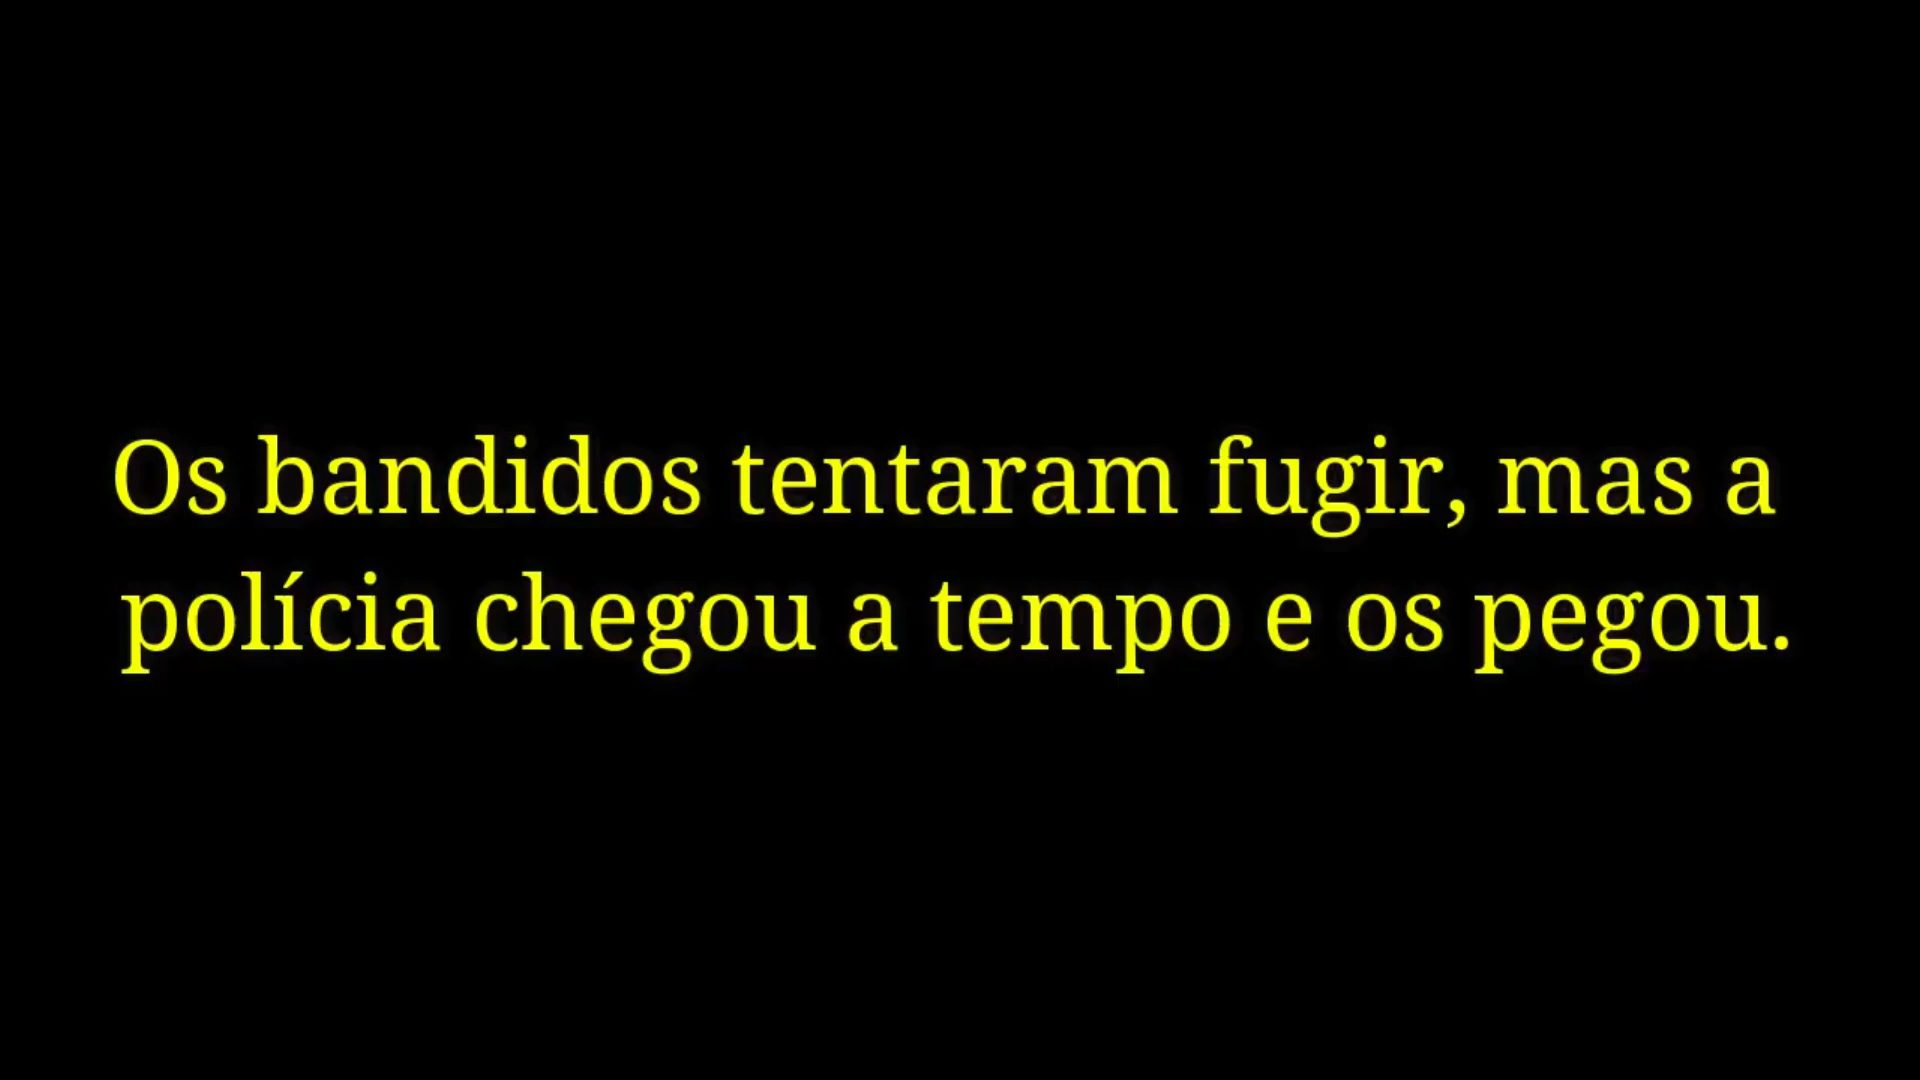 Os bandidos tentaram fugir, mas a
polícia chegou a tempo e os pegou.